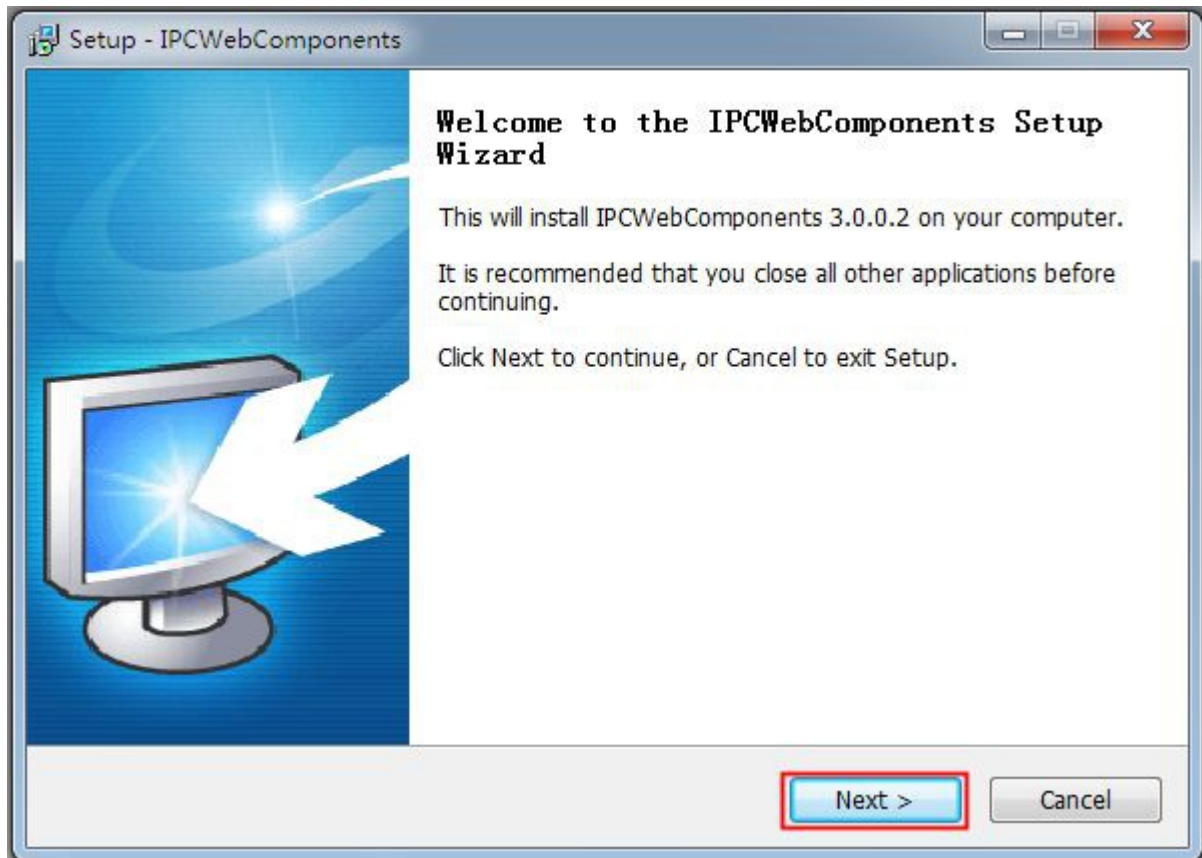 Setup - IPCWebComponents
Welcome to the IPCWebComponents Setup
Wizard
This will install IPCWebComponents 3.0.0.2 on your computer.
It is recommended that you close all other applications before
continuing.
Click Next to continue, or Cancel to exit Setup.
Next >
Cancel